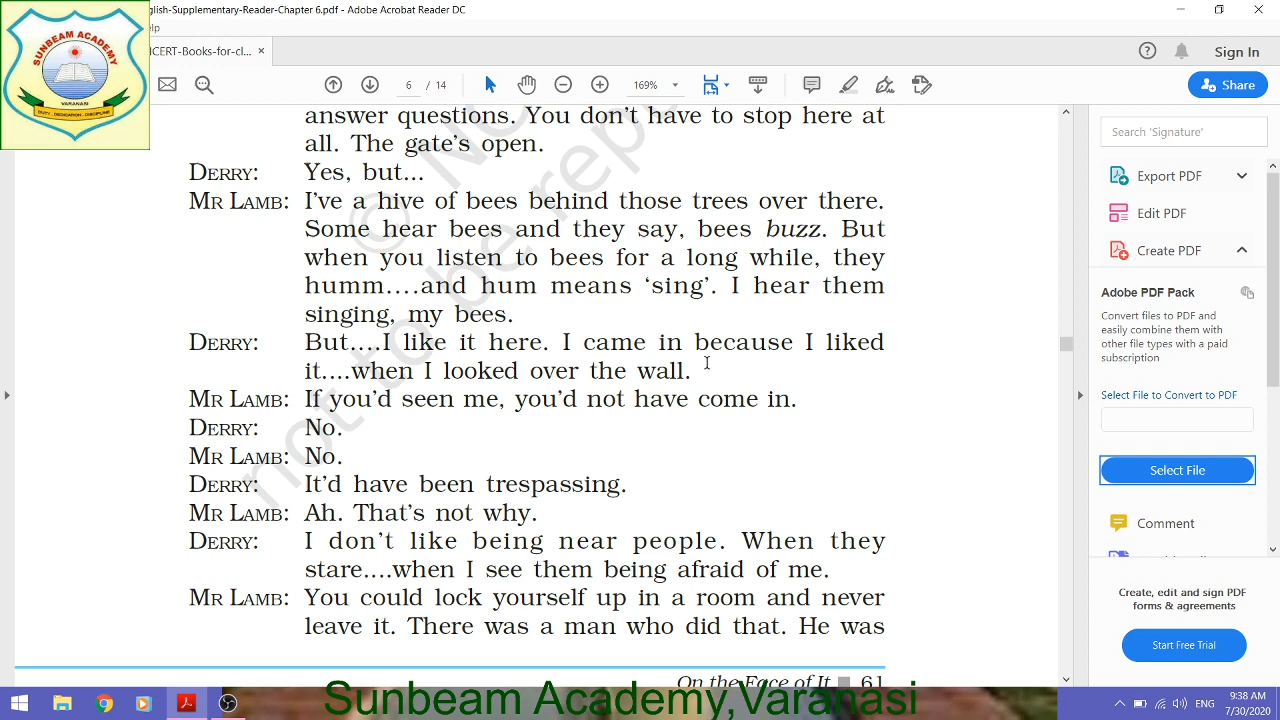 nglish-Supplementary-Reader-Chapter 6.pdf - Adobe Acrobat Reader DC
elp
SUNBEAM ACADEMY
VARANASI
DUTY. DEDICATION. DISCIPLINE
ICERT-Books-for-cl... ×
Sign In
6 / 14
169%
Share
answer questions. You don't have to stop here at
all. The gate's open.
DERRY: Yes, but...
MR LAMB: I've a hive of bees behind those trees over there.
Some hear bees and they say, bees buzz. But
when you listen to bees for a long while, they
humm....and hum means 'sing'. I hear them
singing, my bees.
DERRY: But....I like it here. I came in because I liked
it....when I looked over the wall.
MR LAMB: If you'd seen me, you'd not have come in.
DERRY: No.
MR LAMB: No.
DERRY: It'd have been trespassing.
MR LAMB: Ah. That's not why.
DERRY: I don't like being near people. When they
stare....when I see them being afraid of me.
MR LAMB: You could lock yourself up in a room and never
leave it. There was a man who did that. He was
On the Face of It 61
© N
not to be rep
Search 'Signature'
Export PDF
Edit PDF
Create PDF
Adobe PDF Pack
Convert files to PDF and
easily combine them with
other file types with a paid
subscription
Select File to Convert to PDF
Select File
Comment
Create, edit and sign PDF
forms & agreements
Start Free Trial
Sunbeam Academy,Varanasi
ENG
9:38 AM
7/30/2020